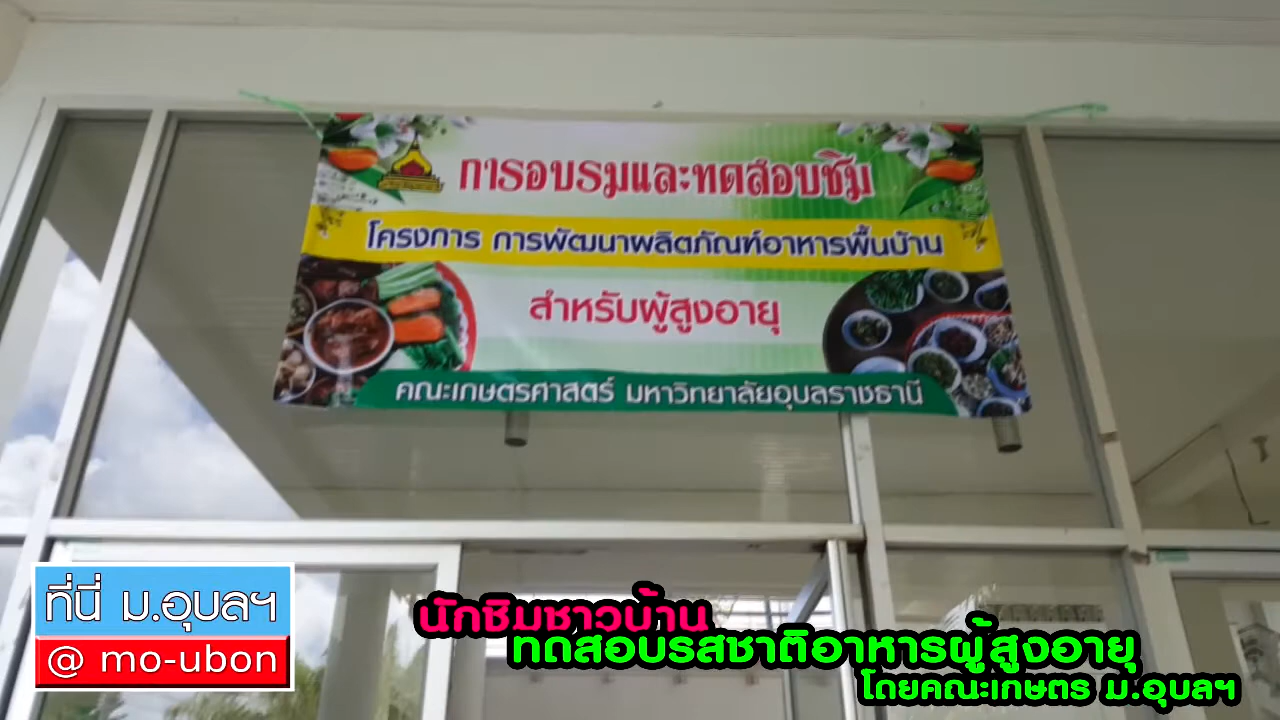 การอบรมและทดสอบชิม
โครงการ การพัฒนาผลิตภัณฑ์อาหารพื้นบ้าน
สำหรับผู้สูงอายุ
คณะเกษตรศาสตร์ มหาวิทยาลัยอุบลราชธานี
ที่นี่ ม.อุบลฯ
@ mo-ubon
นักชิมชาวบ้าน
ทดสอบรสชาติอาหารผู้สูงอายุ
โดยคณะเกษตร ม.อุบลฯ